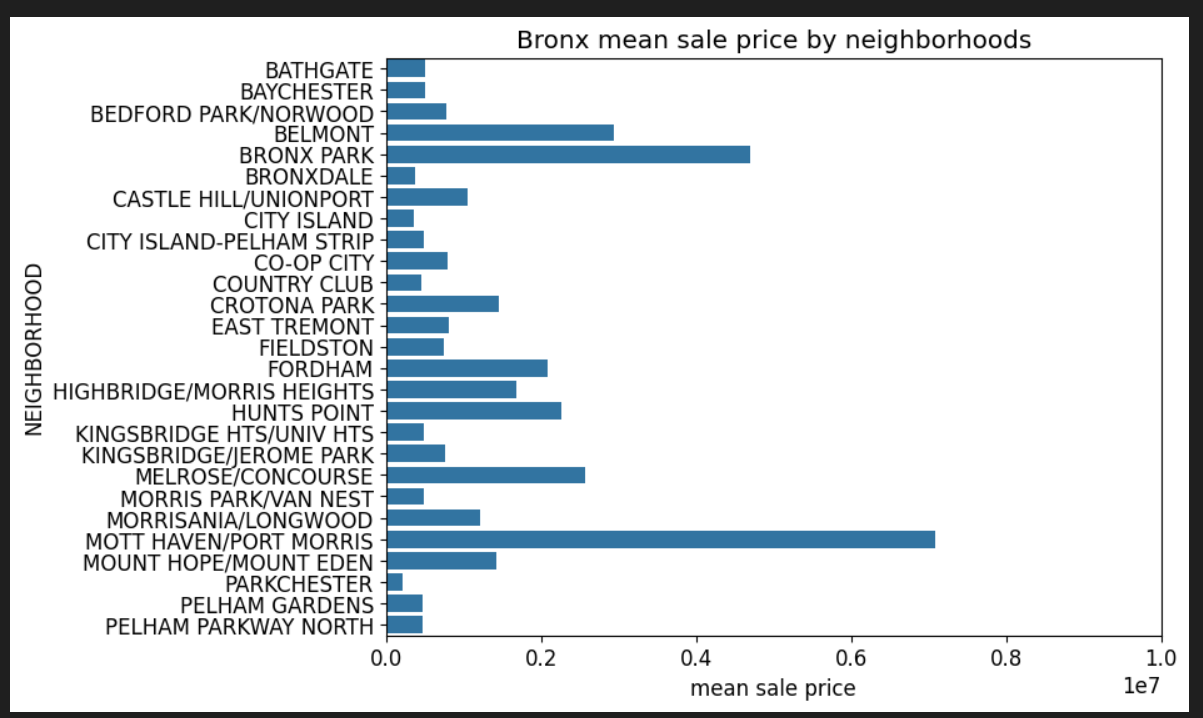 Bronx mean sale price by neighborhoods
NEIGHBORHOOD
BATHGATE
BAYCHESTER
BEDFORD PARK/NORWOOD
BELMONT
BRONX PARK
BRONXDALE
CASTLE HILL/UNIONPORT
CITY ISLAND
CITY ISLAND-PELHAM STRIP
CO-OP CITY
COUNTRY CLUB
CROTONA PARK
EAST TREMONT
FIELDSTON
FORDHAM
HIGHBRIDGE/MORRIS HEIGHTS
HUNTS POINT
KINGSBRIDGE HTS/UNIV HTS
KINGSBRIDGE/JEROME PARK
MELROSE/CONCOURSE
MORRIS PARK/VAN NEST
MORRISANIA/LONGWOOD
MOTT HAVEN/PORT MORRIS
MOUNT HOPE/MOUNT EDEN
PARKCHESTER
PELHAM GARDENS
PELHAM PARKWAY NORTH
0.0 0.2 0.4 0.6 0.8 1.0
1e7
mean sale price